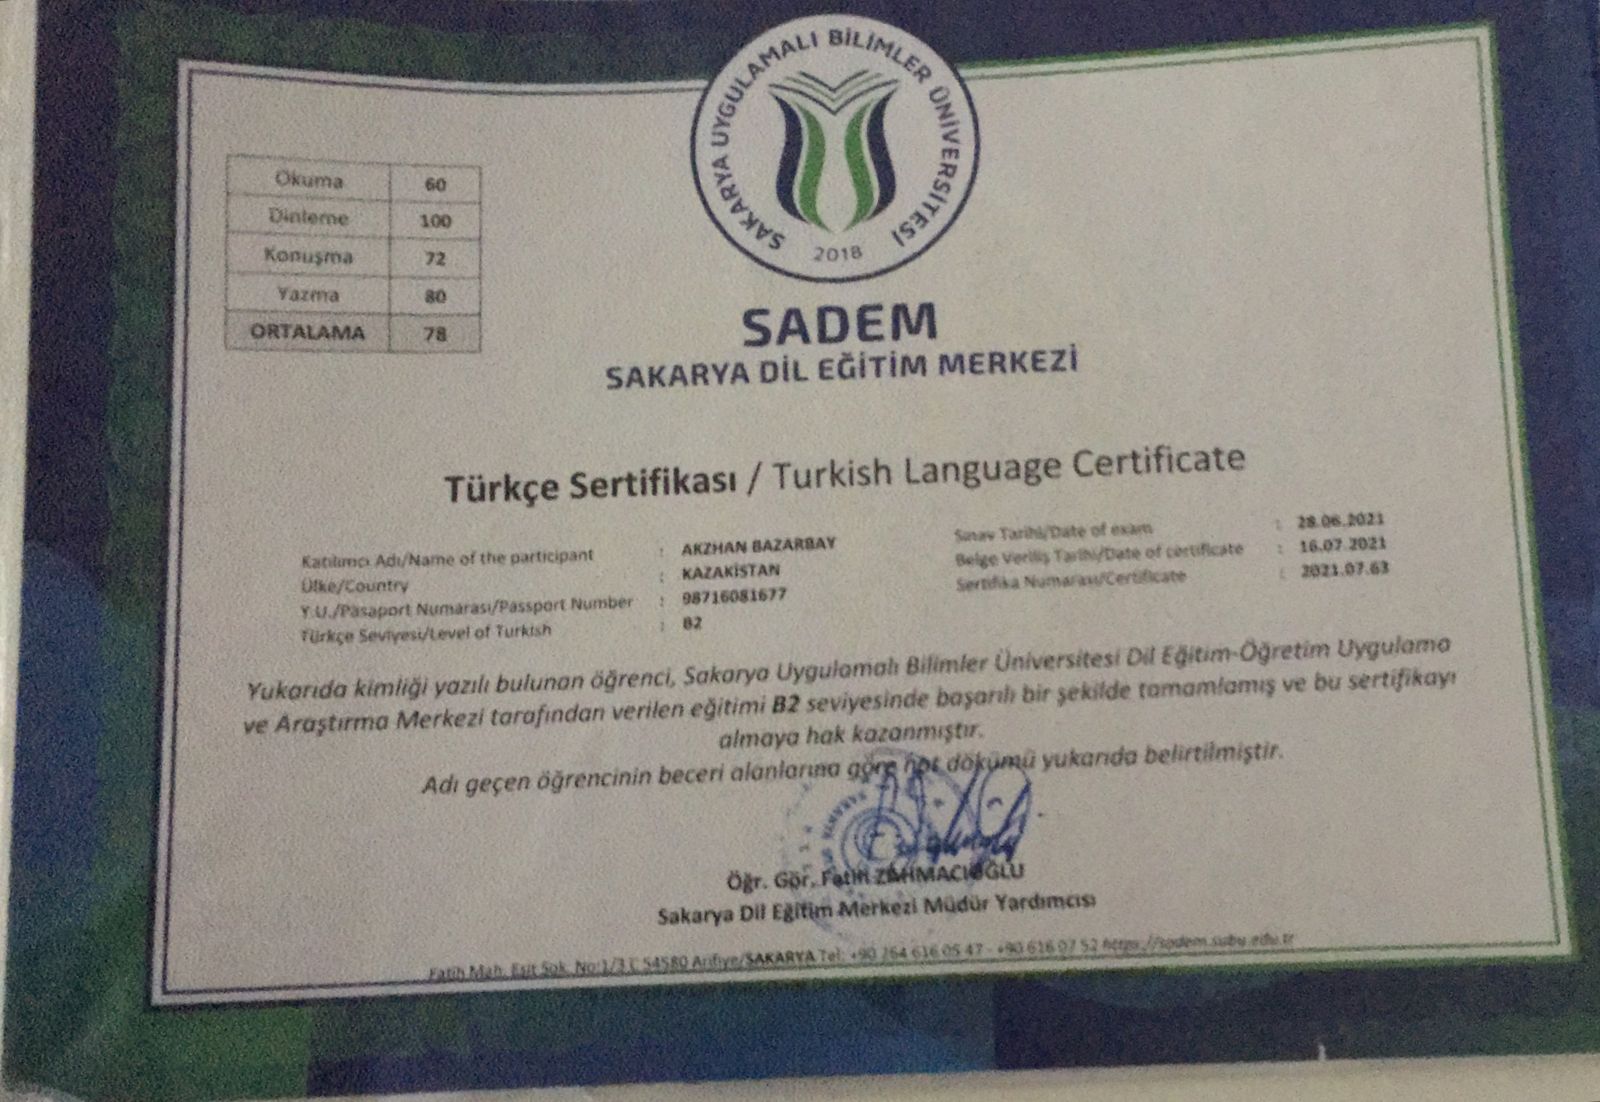 SAKARYA UYGULAMALI BİLİMLER ÜNİVERSİTESİ
2018
Okuma 60
Dinleme 100
Konuşma 72
Yazma 80
ORTALAMA 78
SADEM
SAKARYA DİL EĞİTİM MERKEZİ
Türkçe Sertifikası / Turkish Language Certificate
Katılımcı Adı/Name of the participant : AKZHAN BAZARBAY
Ülke/Country : KAZAKİSTAN
Y.U./Pasaport Numarası/Passport Number : 98716081677
Türkçe Seviyesi/Level of Turkish : B2
Sınav Tarihi/Date of exam : 28.06.2021
Belge Veriliş Tarihi/Date of certificate : 16.07.2021
Sertifika Numarası/Certificate : 2021.07.63
Yukarıda kimliği yazılı bulunan öğrenci, Sakarya Uygulamalı Bilimler Üniversitesi Dil Eğitim-Öğretim Uygulama
ve Araştırma Merkezi tarafından verilen eğitimi B2 seviyesinde başarılı bir şekilde tamamlamış ve bu sertifikayı
almaya hak kazanmıştır.
Adı geçen öğrencinin beceri alanlarına göre not dökümü yukarıda belirtilmiştir.
Öğr. Gör. Fatih ZIHMACIOĞLU
Sakarya Dil Eğitim Merkezi Müdür Yardımcısı
Fatih Mah. Eşit Sok. No:1/3 54580 Arifiye/SAKARYA Tel: +90 264 616 05 47 - +90 616 07 52 https://sadem.subu.edu.tr